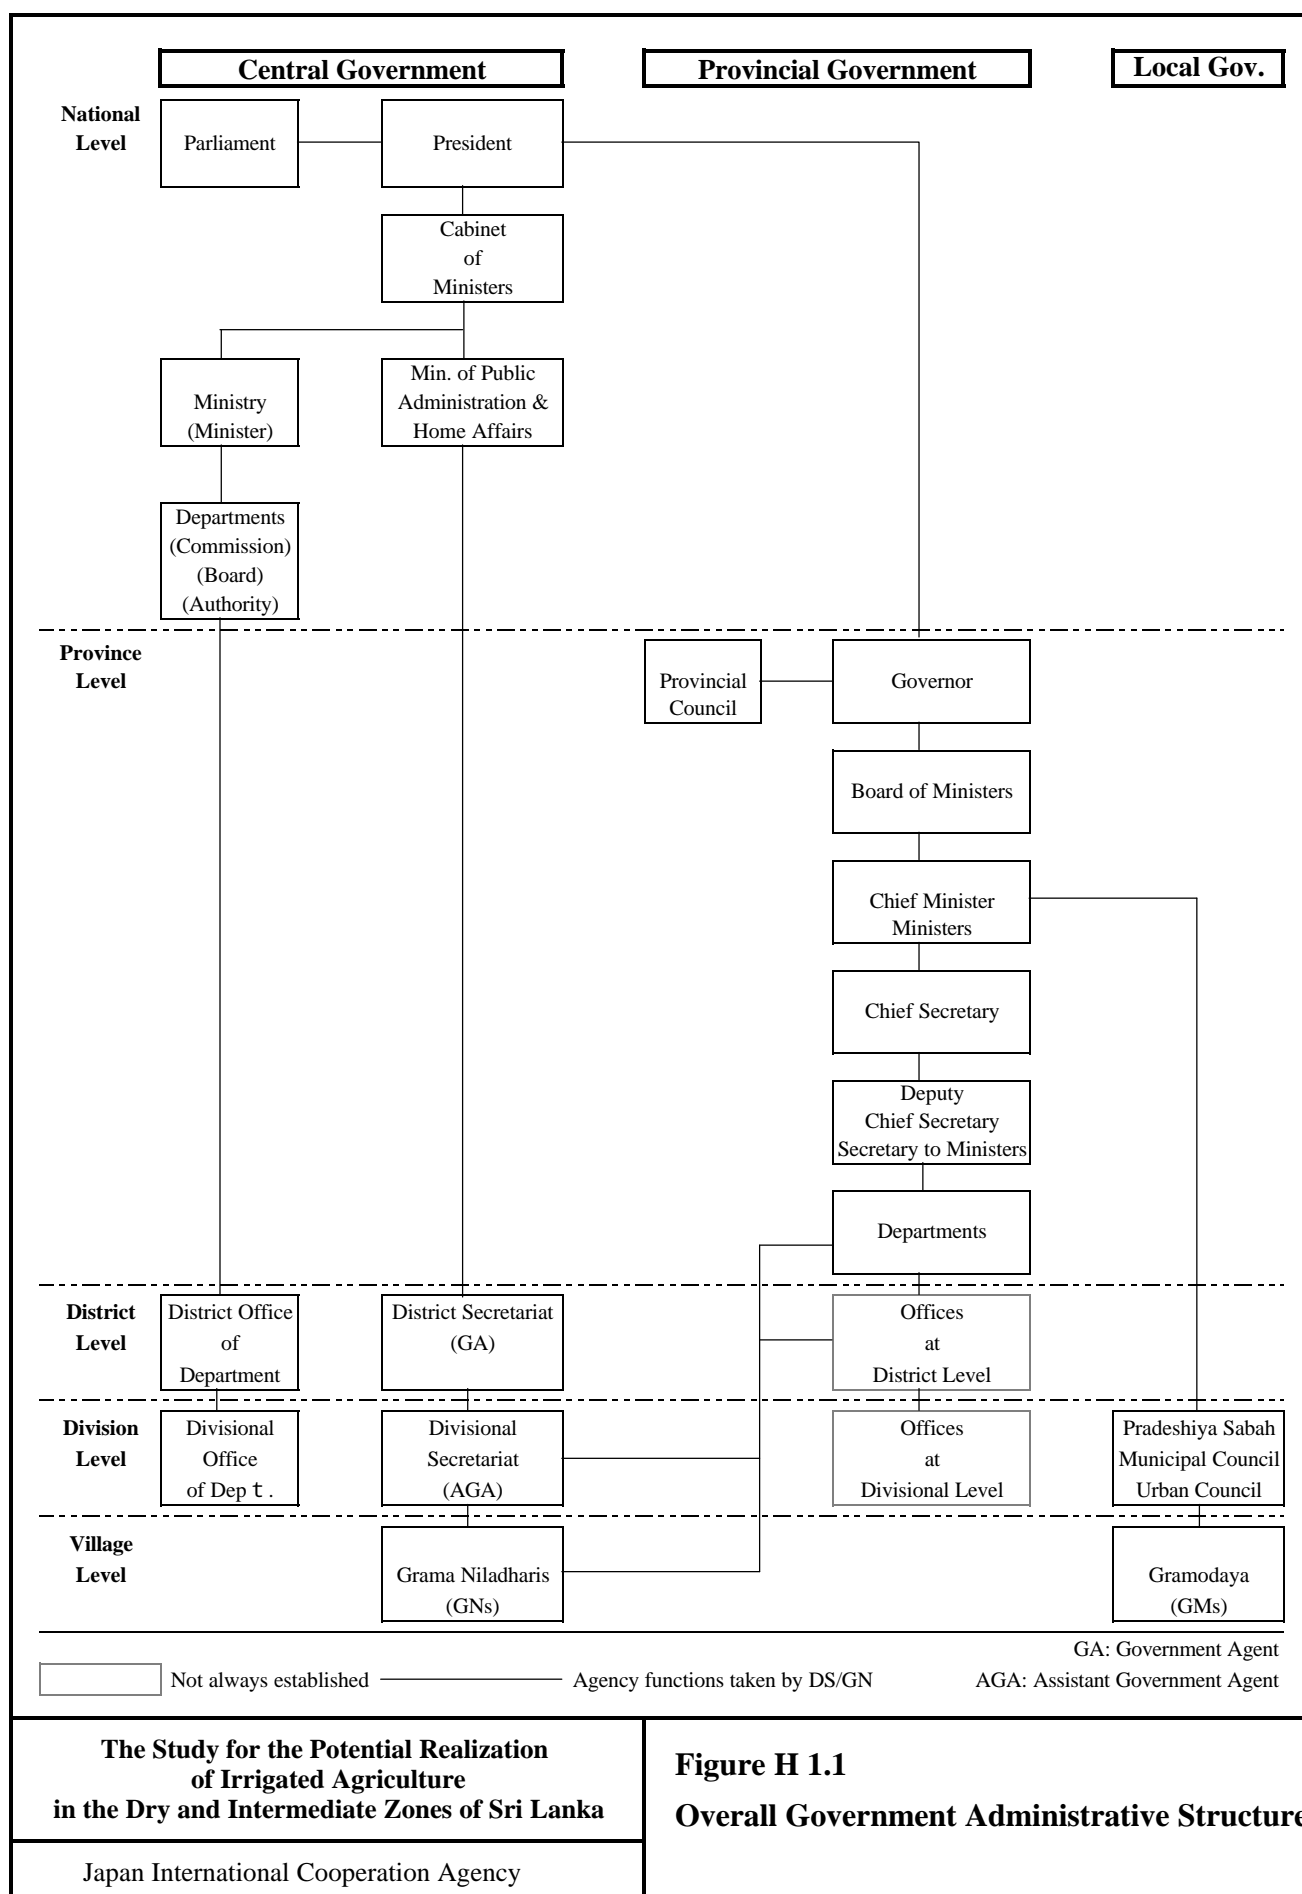 Central Government
Provincial Government
Local Gov.
National
Level
Parliament
President
Cabinet
of
Ministers
Ministry
(Minister)
Min. of Public
Administration &
Home Affairs
Departments
(Commission)
(Board)
(Authority)
Province
Level
Provincial
Council
Governor
Board of Ministers
Chief Minister
Ministers
Chief Secretary
Deputy
Chief Secretary
Secretary to Ministers
Departments
District
Level
District Office
of
Department
District Secretariat
(GA)
Offices
at
District Level
Division
Level
Divisional
Office
of Dep t.
Divisional
Secretariat
(AGA)
Offices
at
Divisional Level
Pradeshiya Sabah
Municipal Council
Urban Council
Village
Level
Grama Niladharis
(GNs)
Gramodaya
(GMs)
GA: Government Agent
Not always established
Agency functions taken by DS/GN
AGA: Assistant Government Agent
The Study for the Potential Realization
of Irrigated Agriculture
in the Dry and Intermediate Zones of Sri Lanka
Japan International Cooperation Agency
Figure H 1.1
Overall Government Administrative Structure